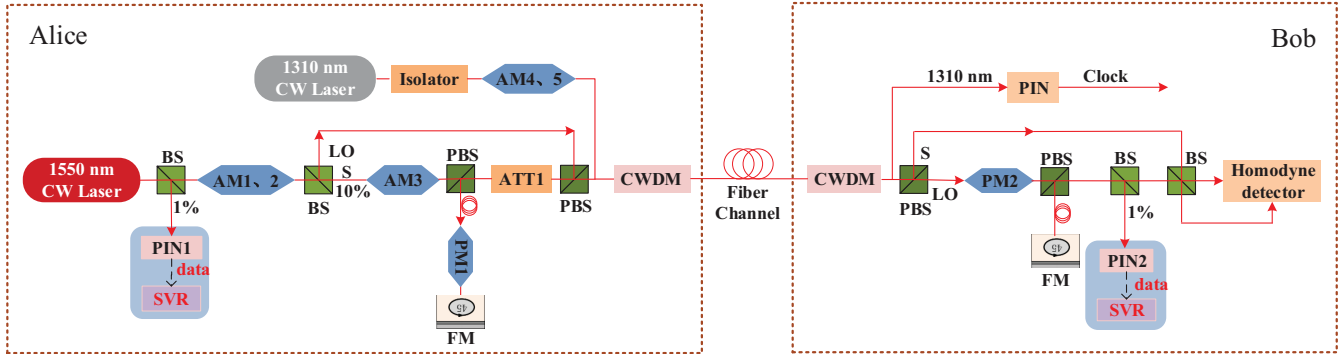 Alice
1310 nm
CW Laser
Isolator
AM4、5
1550 nm
CW Laser
BS
1%
AM1、2
LO
S
10%
BS
AM3
PBS
ATT1
PBS
CWDM
PIN1
data
SVR
PM1
45
FM
Fiber
Channel
Bob
CWDM
1310 nm
PIN
Clock
S
LO
PBS
PM2
PBS
BS
1%
BS
Homodyne
detector
45
FM
PIN2
data
SVR